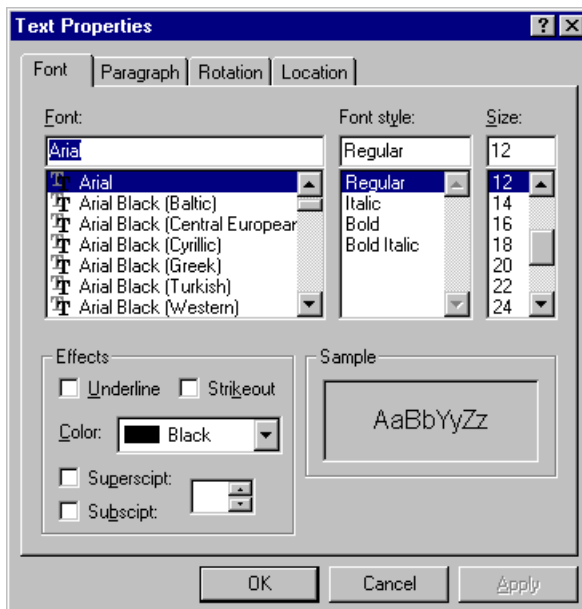 Text Properties
Font Paragraph Rotation Location
Font: Font style: Size:
Arial Regular 12
Arial Regular 12
Arial Black (Baltic) Italic 14
Arial Black (Central European Bold 16
Arial Black (Cyrillic) Bold Italic 18
Arial Black (Greek) 20
Arial Black (Turkish) 22
Arial Black (Western) 24
Effects Sample
Underline Strikeout
AaBbYyZz
Color: Black
Superscipt:
Subscipt:
OK Cancel Apply